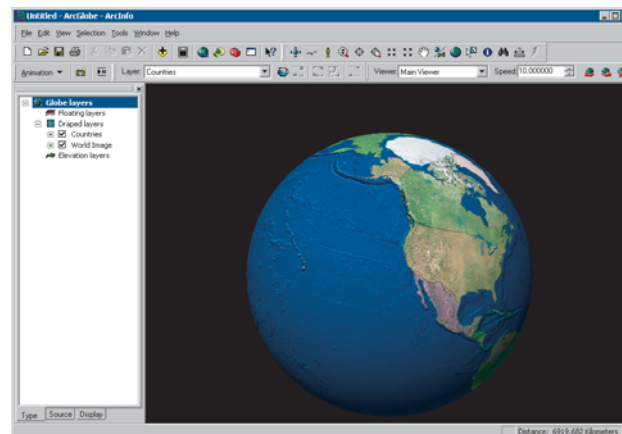 Untitled - ArcGlobe - ArcInfo
File Edit View Selection Tools Window Help
Animation Layer: Countries Viewer: Main Viewer Speed: 10.000000
Globe layers
Floating layers
Draped layers
Countries
World Image
Elevation layers
Type Source Display
Distance: 6919.682 Kilometers